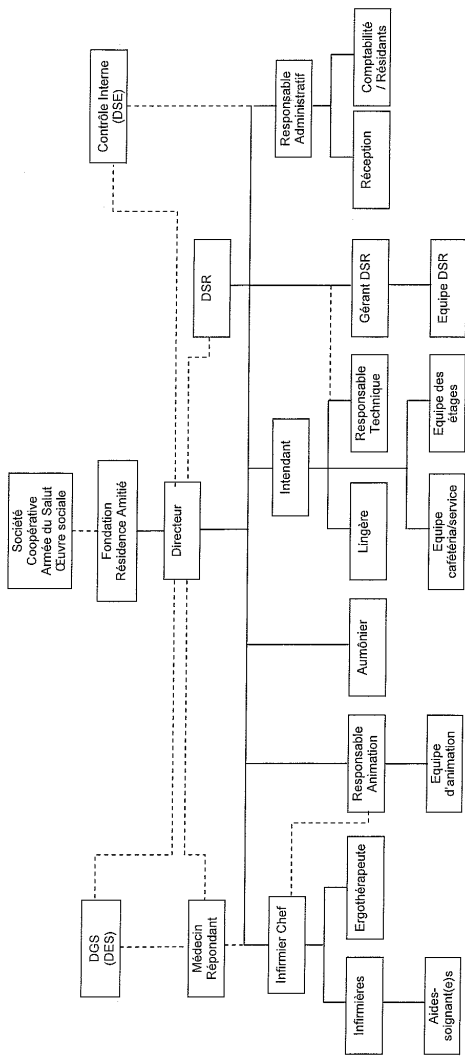 Société
Coopérative
Armée du Salut
Œuvre sociale
Fondation
Résidence Amitié
Directeur
DGS
(DES)
Contrôle Interne
(DSE)
Médecin
Répondant
DSR
Infirmier Chef
Responsable
Animation
Aumônier
Intendant
Gérant DSR
Responsable
Administratif
Infirmières
Ergothérapeute
Equipe
d'animation
Lingère
Responsable
Technique
Equipe DSR
Réception
Comptabilité
/ Résidants
Aides-
soignant(e)s
Equipe
cafétéria/service
Equipe des
étages